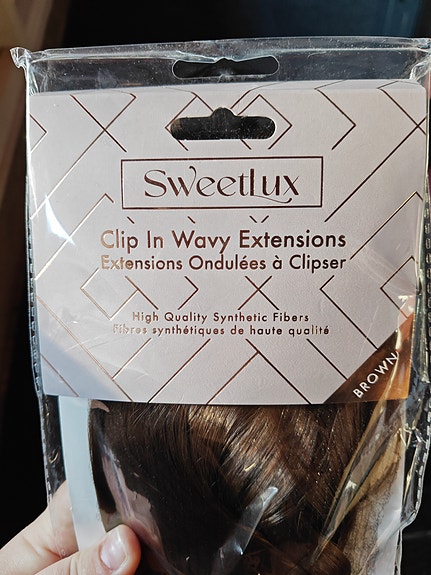 SweetLux
Clip In Wavy Extensions
Extensions Ondulées à Clipser
High Quality Synthetic Fibers
Fibres synthétiques de haute qualité
BROWN